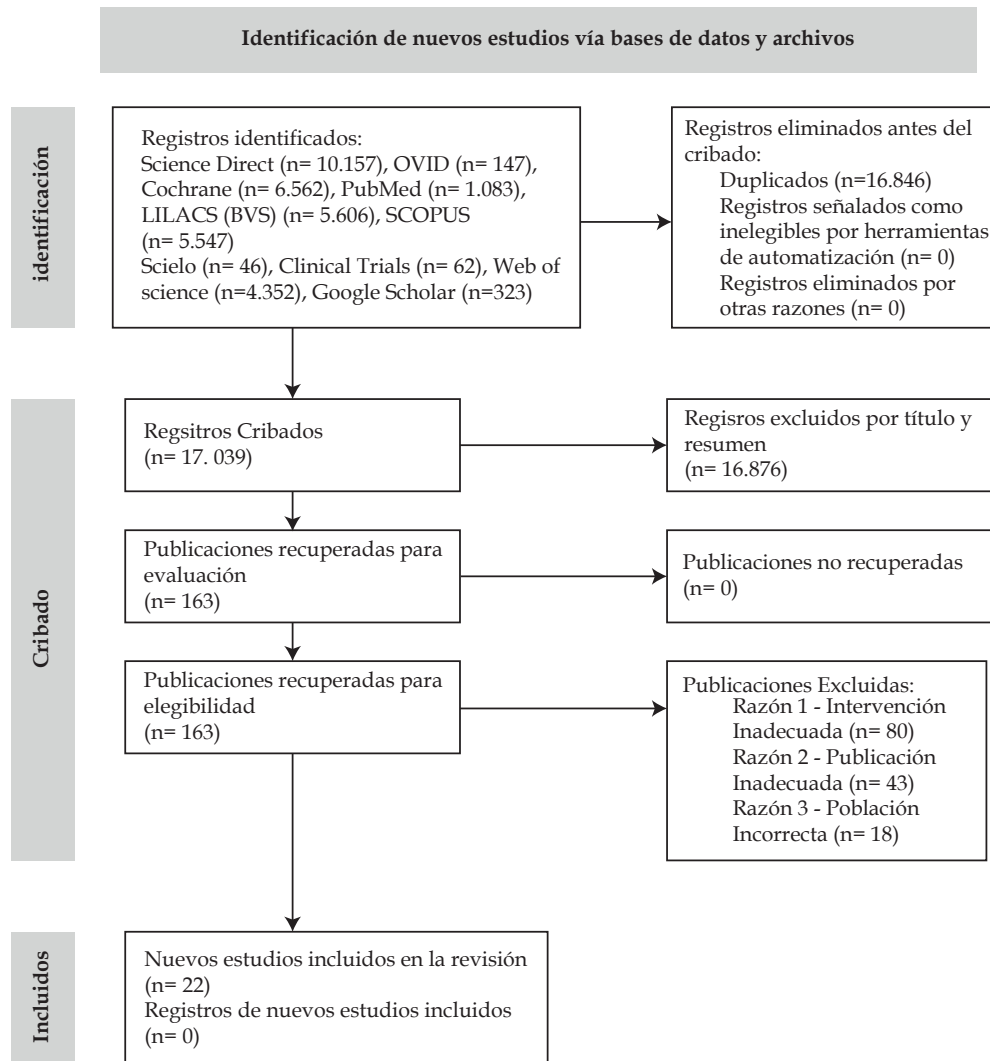 Identificación de nuevos estudios vía bases de datos y archivos
identificación
Registros identificados:
Science Direct (n= 10.157), OVID (n= 147),
Cochrane (n= 6.562), PubMed (n= 1.083),
LILACS (BVS) (n= 5.606), SCOPUS
(n= 5.547)
Scielo (n= 46), Clinical Trials (n= 62), Web of
science (n=4.352), Google Scholar (n=323)
Registros eliminados antes del
cribado:
Duplicados (n=16.846)
Registros señalados como
inelegibles por herramientas
de automatización (n= 0)
Registros eliminados por
otras razones (n= 0)
Cribado
Regsitros Cribados
(n= 17. 039)
Regisros excluidos por título y
resumen
(n= 16.876)
Publicaciones recuperadas para
evaluación
(n= 163)
Publicaciones no recuperadas
(n= 0)
Publicaciones recuperadas para
elegibilidad
(n= 163)
Publicaciones Excluidas:
Razón 1 - Intervención
Inadecuada (n= 80)
Razón 2 - Publicación
Inadecuada (n= 43)
Razón 3 - Población
Incorrecta (n= 18)
Incluidos
Nuevos estudios incluidos en la revisión
(n= 22)
Registros de nuevos estudios incluidos
(n= 0)